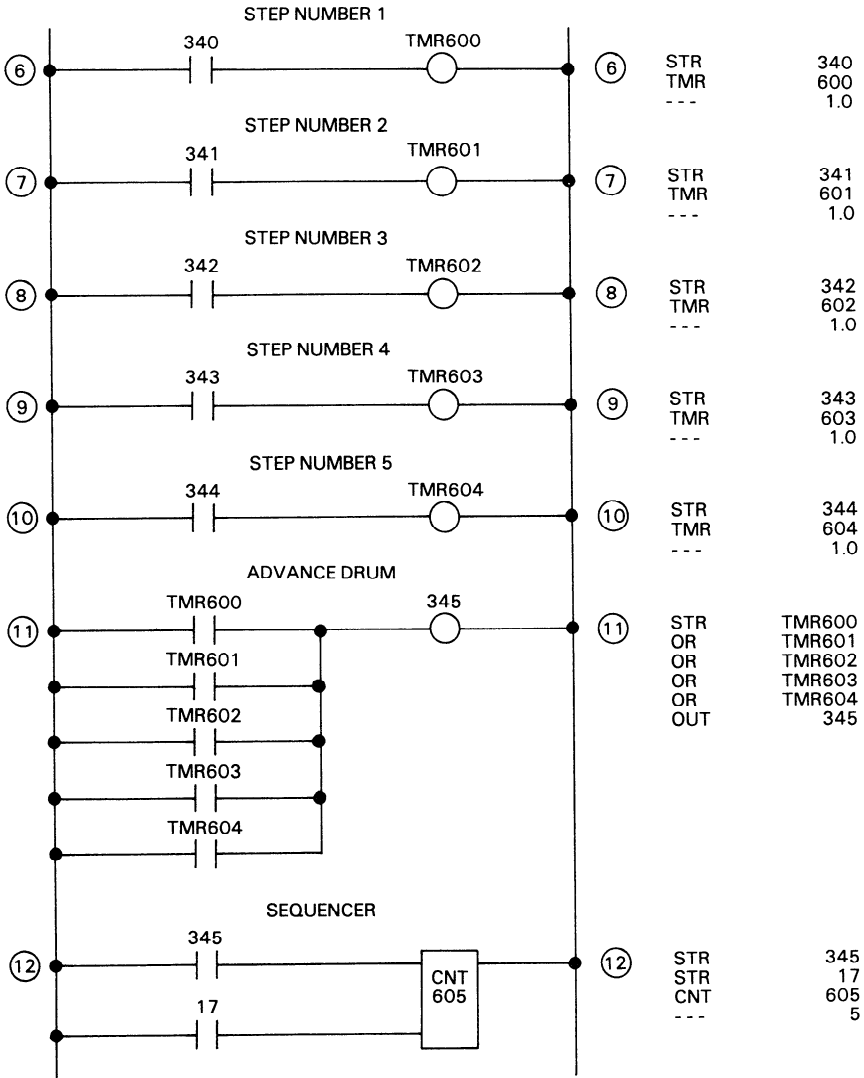 STEP NUMBER 1
340 TMR600
6 6 STR 340
TMR 600
--- 1.0
STEP NUMBER 2
341 TMR601
7 7 STR 341
TMR 601
--- 1.0
STEP NUMBER 3
342 TMR602
8 8 STR 342
TMR 602
--- 1.0
STEP NUMBER 4
343 TMR603
9 9 STR 343
TMR 603
--- 1.0
STEP NUMBER 5
344 TMR604
10 10 STR 344
TMR 604
--- 1.0
ADVANCE DRUM
TMR600 345
11 11 STR TMR600
OR TMR601
TMR601
OR TMR602
OR TMR603
OR TMR604
OUT 345
TMR602
TMR603
TMR604
SEQUENCER
345
12 12 STR 345
CNT STR 17
605 CNT 605
17 --- 5